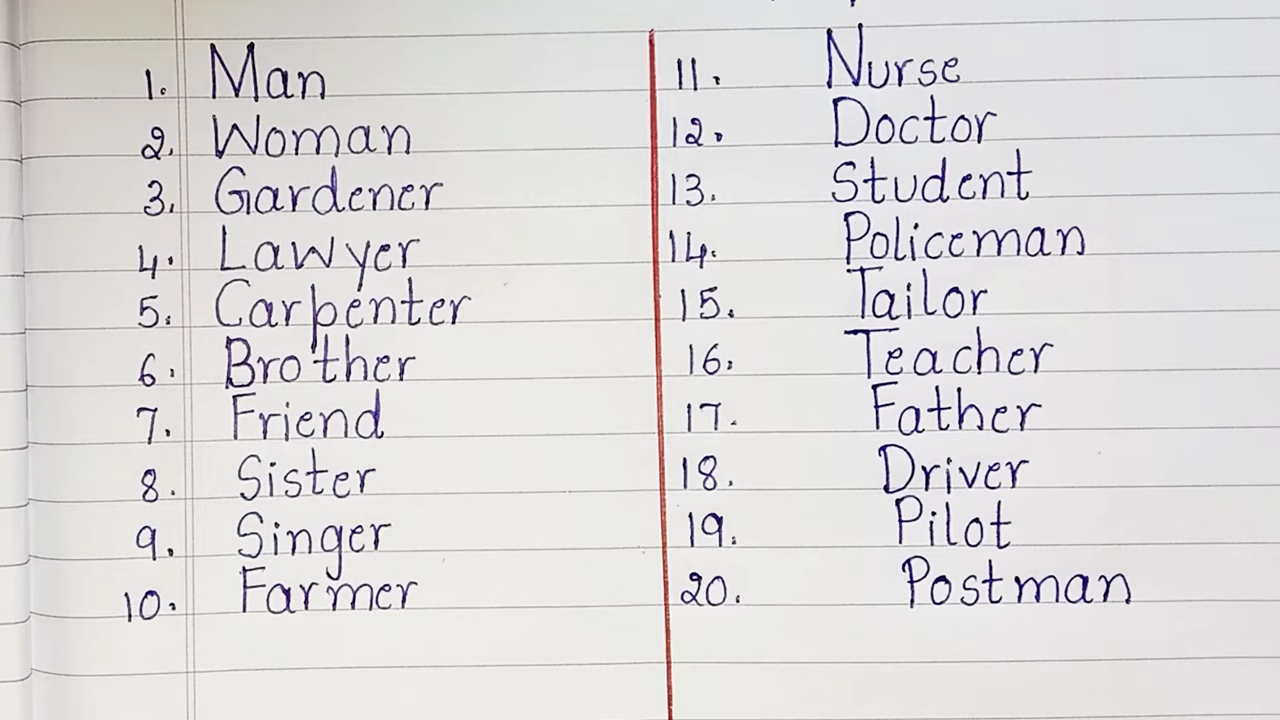 1. Man
2. Woman
3. Gardener
4. Lawyer
5. Carpenter
6. Brother
7. Friend
8. Sister
9. Singer
10. Farmer
11. Nurse
12. Doctor
13. Student
14. Policeman
15. Tailor
16. Teacher
17. Father
18. Driver
19. Pilot
20. Postman